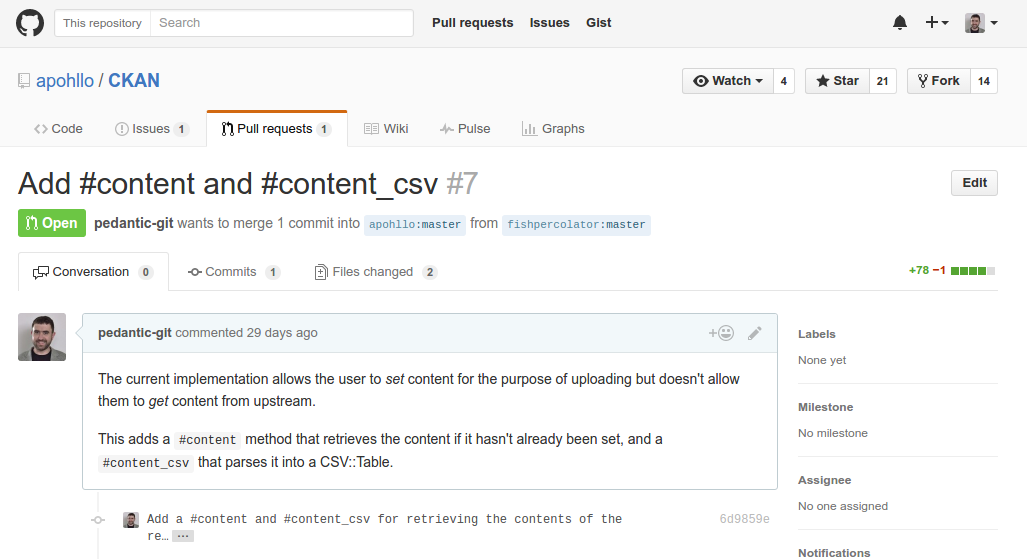 This repository Search Pull requests Issues Gist
apohllo / CKAN Watch 4 Star 21 Fork 14
Code Issues 1 Pull requests 1 Wiki Pulse Graphs
Add #content and #content_csv #7 Edit
Open pedantic-git wants to merge 1 commit into apohllo:master from fishpercolator:master
Conversation 0 Commits 1 Files changed 2 +78 −1
pedantic-git commented 29 days ago
The current implementation allows the user to set content for the purpose of uploading but doesn't allow
them to get content from upstream.
This adds a #content method that retrieves the content if it hasn't already been set, and a
#content_csv that parses it into a CSV::Table.
Add a #content and #content_csv for retrieving the contents of the 6d9859e
re… …
Labels
None yet
Milestone
No milestone
Assignee
No one assigned
Notifications